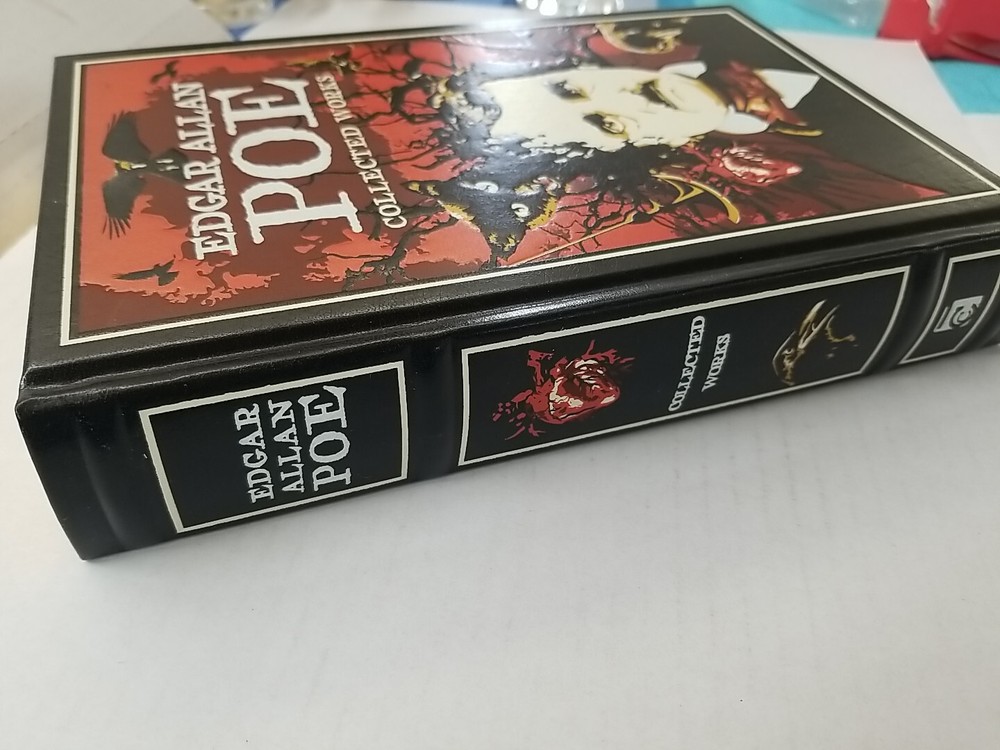 EDGAR ALLAN
POE
COLLECTED WORKS
EDGAR
ALLAN
POE
COLLECTED
WORKS